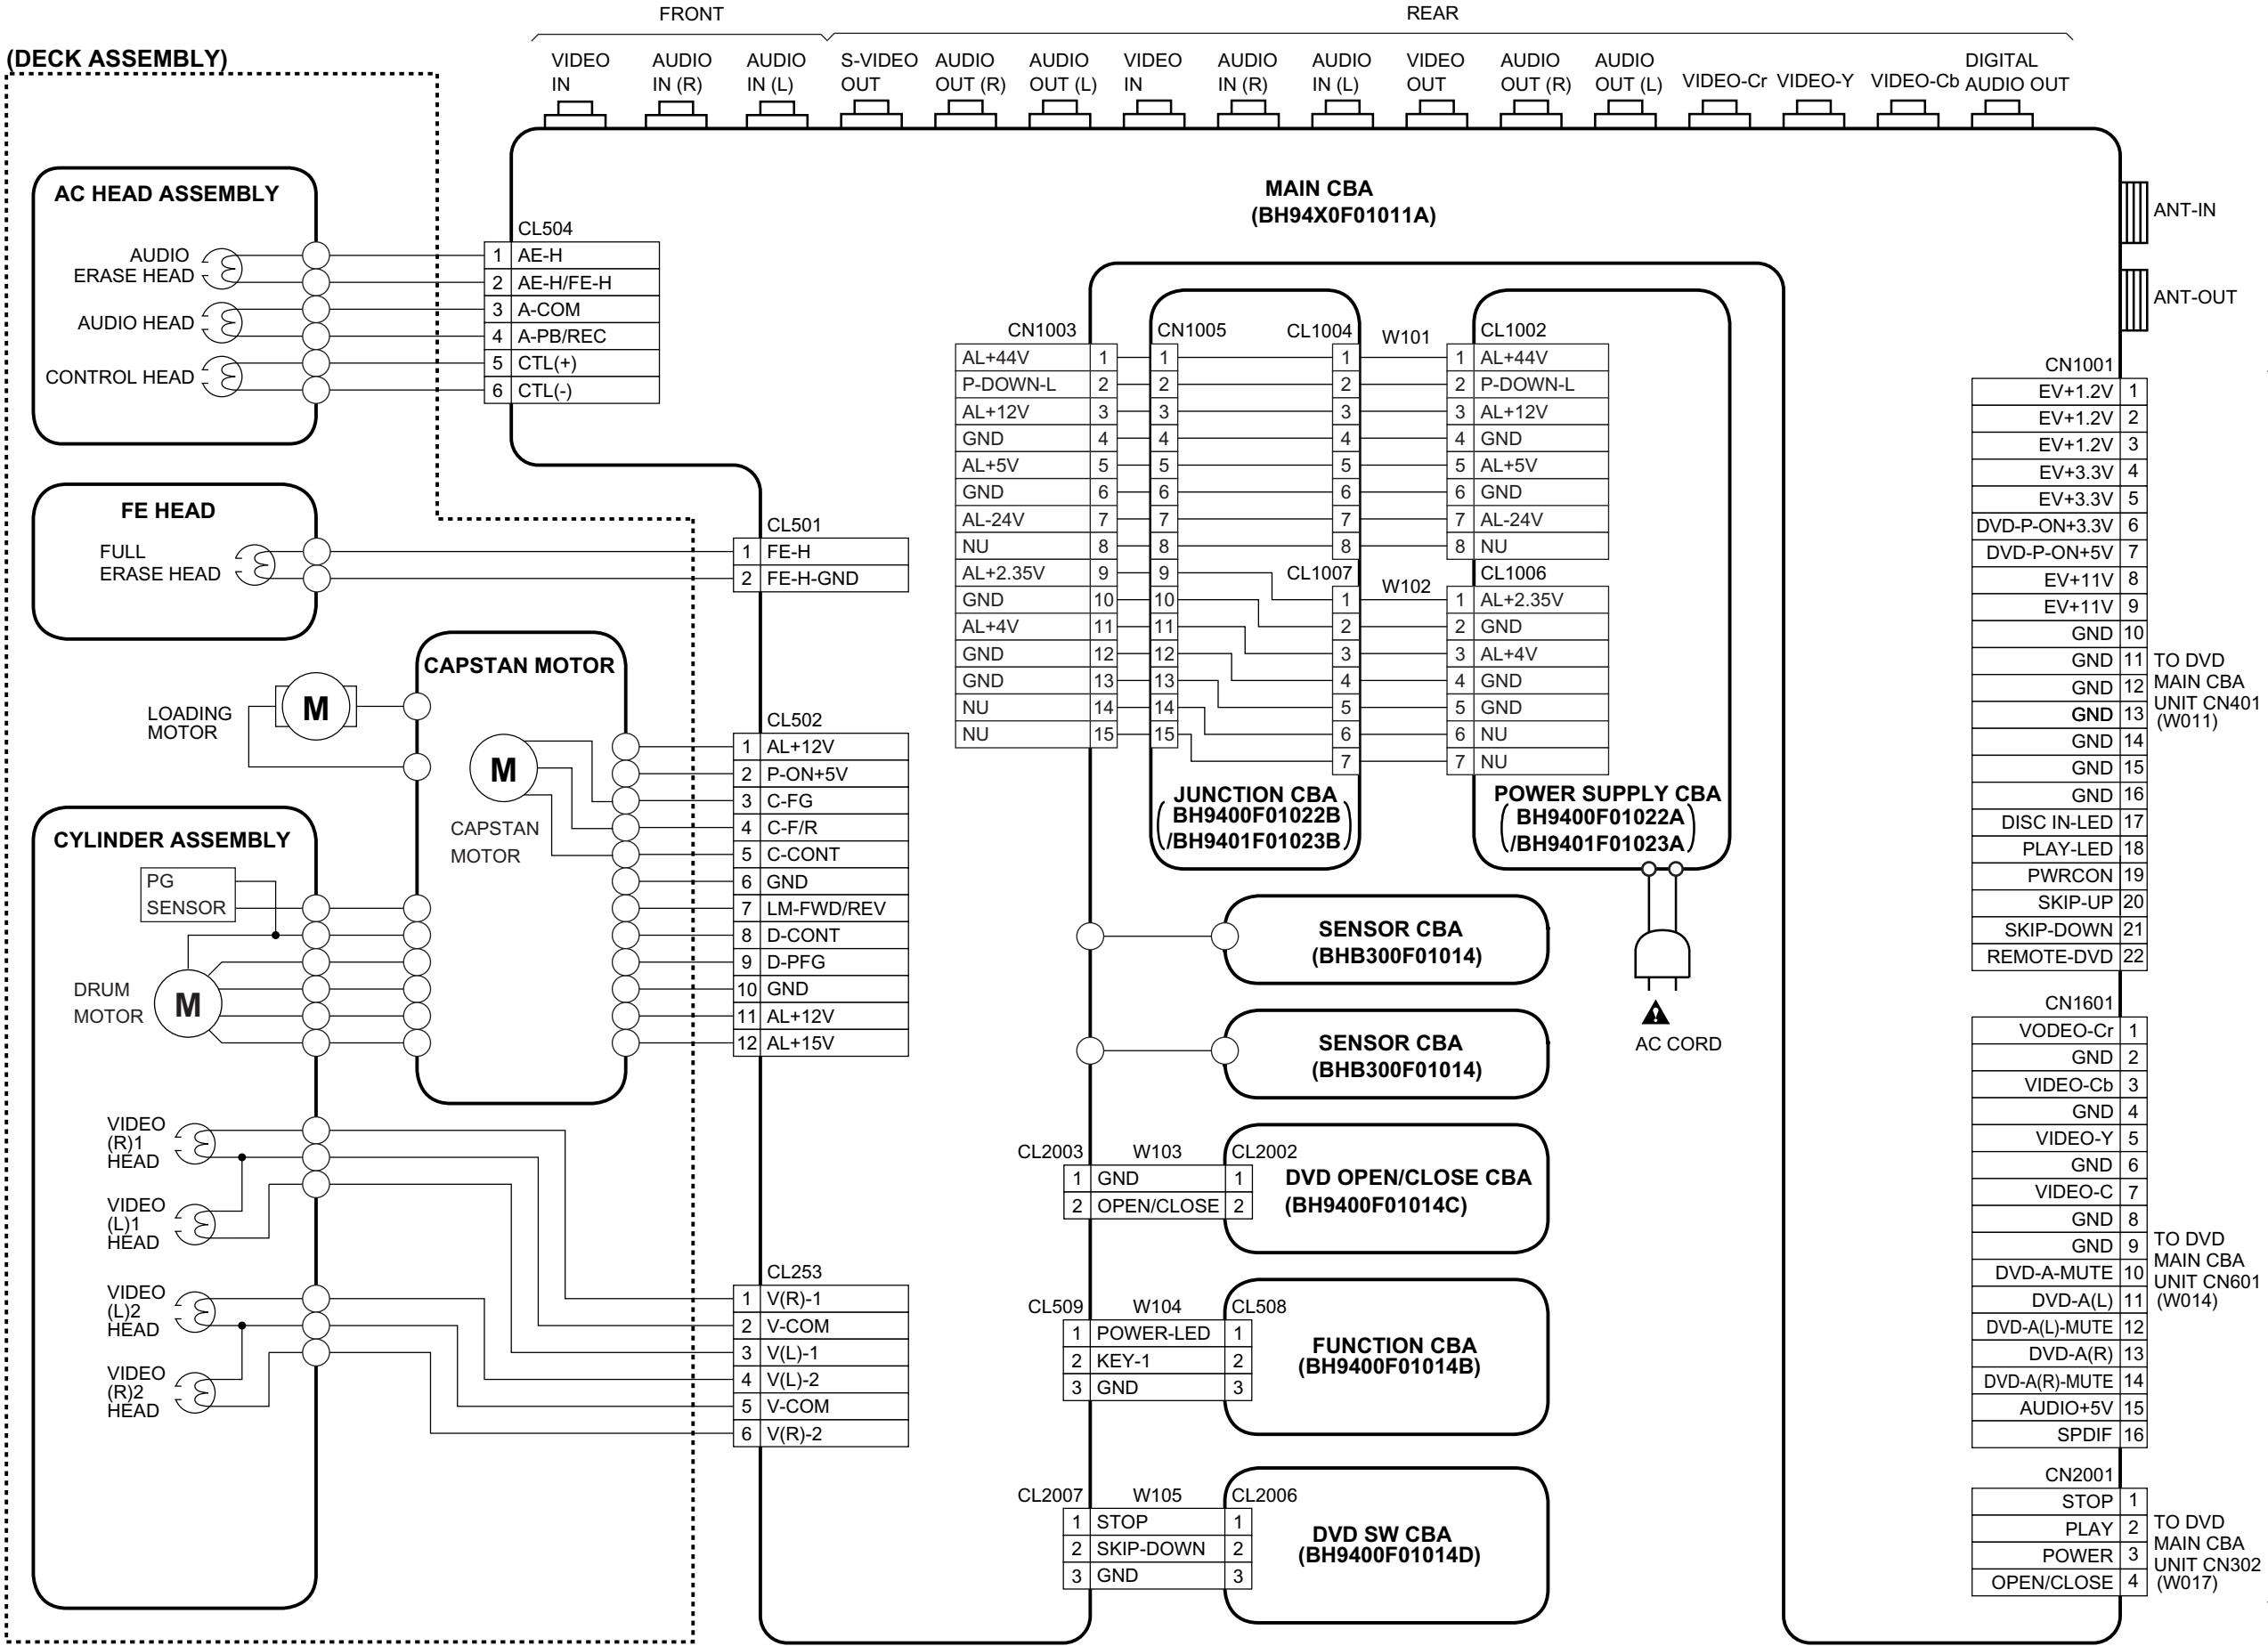 FRONT
REAR
(DECK ASSEMBLY)
VIDEO
IN
AUDIO
IN (R)
AUDIO
IN (L)
S-VIDEO
OUT
AUDIO
OUT (R)
AUDIO
OUT (L)
VIDEO
IN
AUDIO
IN (R)
AUDIO
IN (L)
VIDEO
OUT
AUDIO
OUT (R)
AUDIO
OUT (L)
VIDEO-Cr
VIDEO-Y
VIDEO-Cb
DIGITAL
AUDIO OUT
MAIN CBA
(BH94X0F01011A)
ANT-IN
ANT-OUT
AC HEAD ASSEMBLY
AUDIO
ERASE HEAD
AUDIO HEAD
CONTROL HEAD
CL504
1 AE-H
2 AE-H/FE-H
3 A-COM
4 A-PB/REC
5 CTL(+)
6 CTL(-)
FE HEAD
FULL
ERASE HEAD
CL501
1 FE-H
2 FE-H-GND
LOADING
MOTOR
M
CAPSTAN MOTOR
M
CAPSTAN
MOTOR
CL502
1 AL+12V
2 P-ON+5V
3 C-FG
4 C-F/R
5 C-CONT
6 GND
7 LM-FWD/REV
8 D-CONT
9 D-PFG
10 GND
11 AL+12V
12 AL+15V
CYLINDER ASSEMBLY
PG
SENSOR
DRUM
MOTOR
M
VIDEO
(R)1
HEAD
VIDEO
(L)1
HEAD
VIDEO
(L)2
HEAD
VIDEO
(R)2
HEAD
CL253
1 V(R)-1
2 V-COM
3 V(L)-1
4 V(L)-2
5 V-COM
6 V(R)-2
CN1003
AL+44V 1
P-DOWN-L 2
AL+12V 3
GND 4
AL+5V 5
GND 6
AL-24V 7
NU 8
AL+2.35V 9
GND 10
AL+4V 11
GND 12
GND 13
NU 14
NU 15
CN1005
1
2
3
4
5
6
7
8
9
10
11
12
13
14
15
CL1004
1
2
3
4
5
6
7
8
CL1007
1
2
3
4
5
6
7
W101
W102
CL1002
1 AL+44V
2 P-DOWN-L
3 AL+12V
4 GND
5 AL+5V
6 GND
7 AL-24V
8 NU
CL1006
1 AL+2.35V
2 GND
3 AL+4V
4 GND
5 GND
6 NU
7 NU
JUNCTION CBA
(BH9400F01022B
/BH9401F01023B)
POWER SUPPLY CBA
(BH9400F01022A
/BH9401F01023A)
AC CORD
SENSOR CBA
(BHB300F01014)
SENSOR CBA
(BHB300F01014)
CL2003 W103 CL2002
1 GND 1
2 OPEN/CLOSE 2
DVD OPEN/CLOSE CBA
(BH9400F01014C)
CL509 W104 CL508
1 POWER-LED 1
2 KEY-1 2
3 GND 3
FUNCTION CBA
(BH9400F01014B)
CL2007 W105 CL2006
1 STOP 1
2 SKIP-DOWN 2
3 GND 3
DVD SW CBA
(BH9400F01014D)
CN1001
EV+1.2V 1
EV+1.2V 2
EV+1.2V 3
EV+3.3V 4
EV+3.3V 5
DVD-P-ON+3.3V 6
DVD-P-ON+5V 7
EV+11V 8
EV+11V 9
GND 10
GND 11
GND 12
GND 13
GND 14
GND 15
GND 16
DISC IN-LED 17
PLAY-LED 18
PWRCON 19
SKIP-UP 20
SKIP-DOWN 21
REMOTE-DVD 22
TO DVD
MAIN CBA
UNIT CN401
(W011)
CN1601
VODEO-Cr 1
GND 2
VIDEO-Cb 3
GND 4
VIDEO-Y 5
GND 6
VIDEO-C 7
GND 8
GND 9
DVD-A-MUTE 10
DVD-A(L) 11
DVD-A(L)-MUTE 12
DVD-A(R) 13
DVD-A(R)-MUTE 14
AUDIO+5V 15
SPDIF 16
TO DVD
MAIN CBA
UNIT CN601
(W014)
CN2001
STOP 1
PLAY 2
POWER 3
OPEN/CLOSE 4
TO DVD
MAIN CBA
UNIT CN302
(W017)